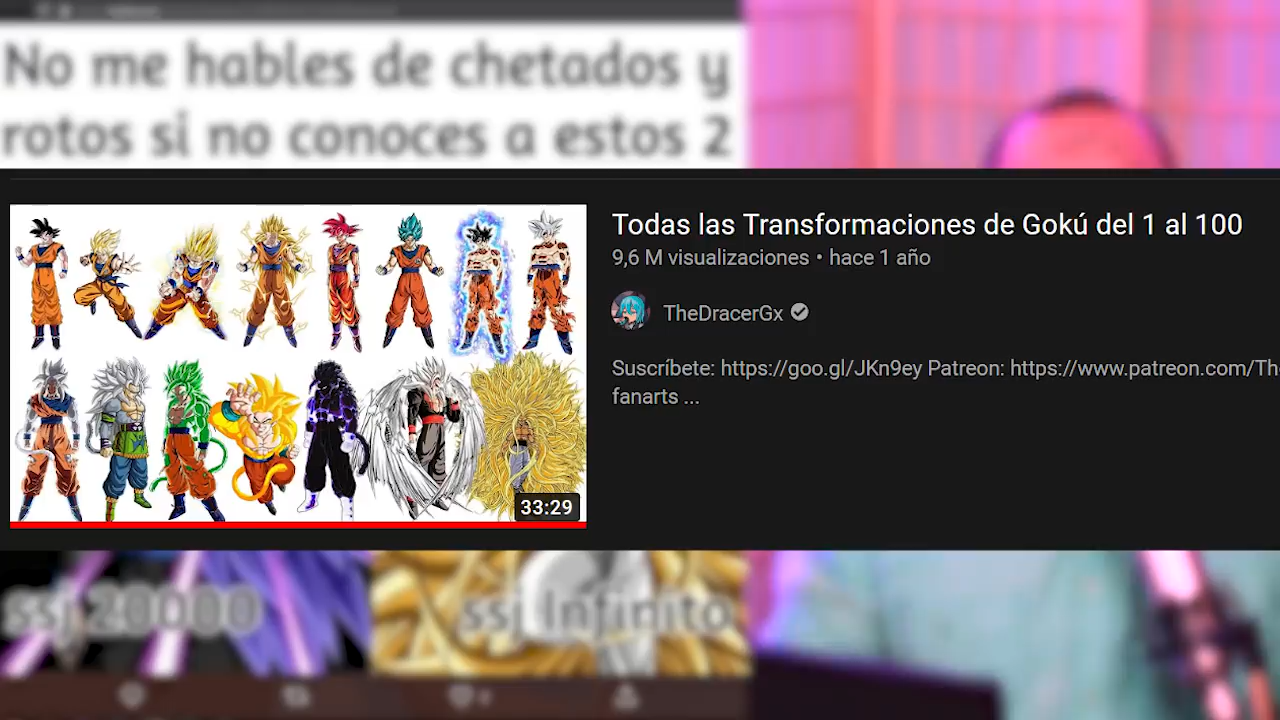 No me hables de chetados y
rotos si no conoces a estos 2
Todas las Transformaciones de Gokú del 1 al 100
9,6 M visualizaciones • hace 1 año
TheDracerGx
Suscríbete: https://goo.gl/JKn9ey Patreon: https://www.patreon.com/Th
fanarts ...
33:29
ssj 20000
ssj Infinito